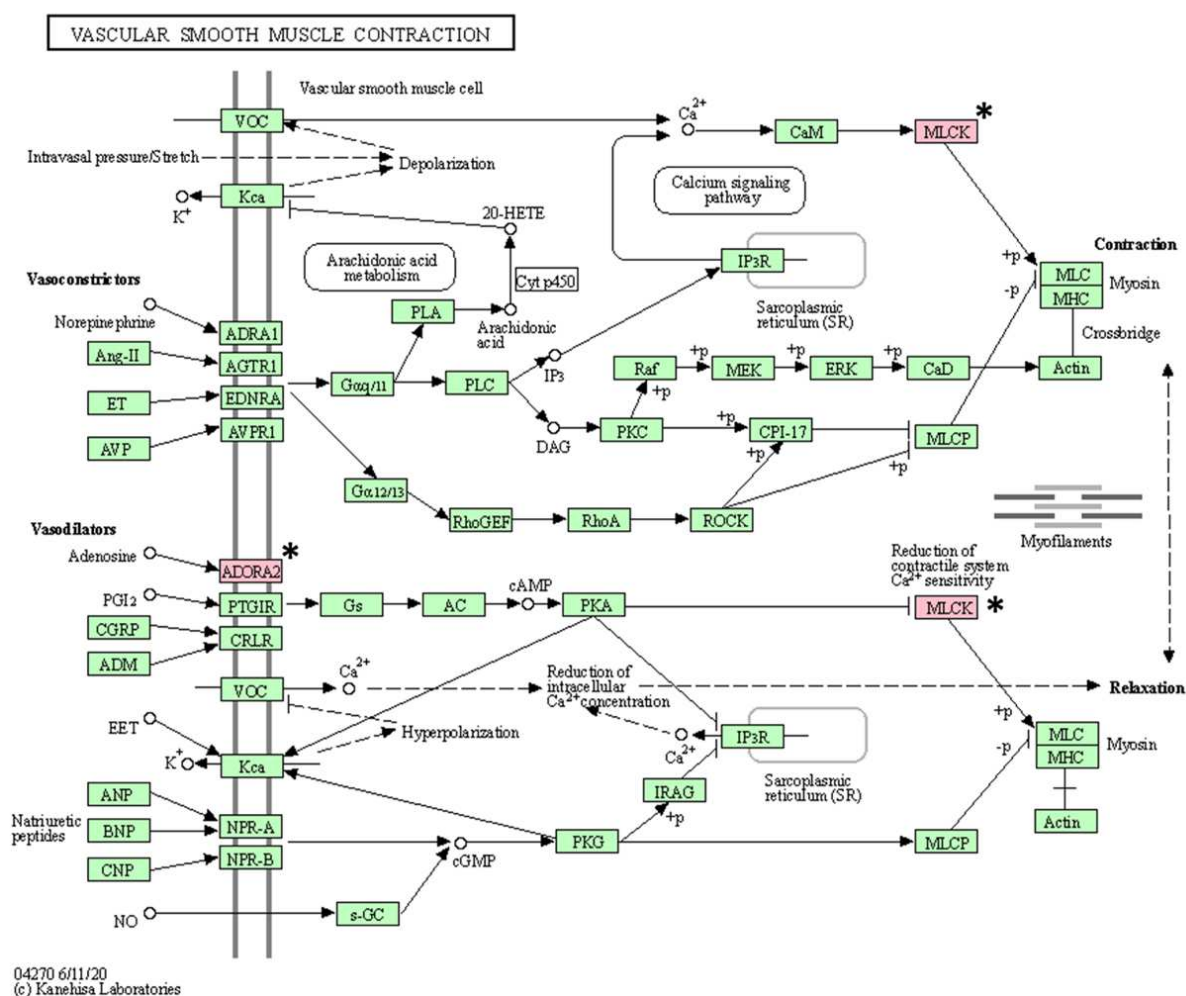 VASCULAR SMOOTH MUSCLE CONTRACTION
Vascular smooth muscle cell
VOC
Ca2+
CaM
MLCK
*
Intravasal pressure/Stretch
Depolarization
Kca
K+
20-HETE
Calcium signaling
pathway
Arachidonic acid
metabolism
Cyt p450
IP3R
Contraction
+p
-p
MLC
MHC
Myosin
Vasoconstrictors
Norepinephrine
ADRA1
PLA
Arachidonic
acid
Sarcoplasmic
reticulum (SR)
Crossbridge
Ang-II
AGTR1
Gαq/11
PLC
IP3
Raf
+p
MEK
+p
ERK
+p
CaD
Actin
ET
EDNRA
+p
AVP
AVPR1
DAG
PKC
+p
CPI-17
MLCP
+p
+p
Gα12/13
RhoGEF
RhoA
ROCK
Myofilaments
Vasodilators
Adenosine
ADORA2
*
Reduction of
contractile system
Ca2+ sensitivity
PGI2
PTGIR
Gs
AC
cAMP
PKA
MLCK
*
CGRP
CRLR
ADM
VOC
Ca2+
Reduction of
intracellular
Ca2+ concentration
Relaxation
EET
Hyperpolarization
Ca2+
IP3R
+p
-p
MLC
MHC
Myosin
K+
Kca
Sarcoplasmic
reticulum (SR)
IRAG
+p
Actin
Natriuretic
peptides
ANP
BNP
CNP
NPR-A
NPR-B
cGMP
PKG
MLCP
NO
s-GC
04270 6/11/20
(c) Kanehisa Laboratories